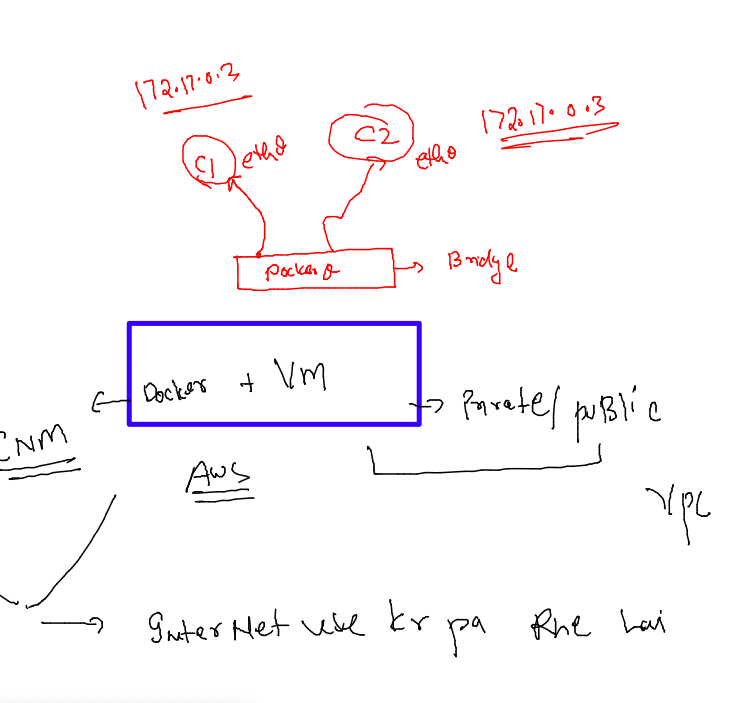 172.17.0.3
172.17.0.3
C1 eth0
C2 eth0
Docker0
Bridge
Docker + VM
Private/public
CNM
AWS
VPC
InterNet use kr pa Rhe hai